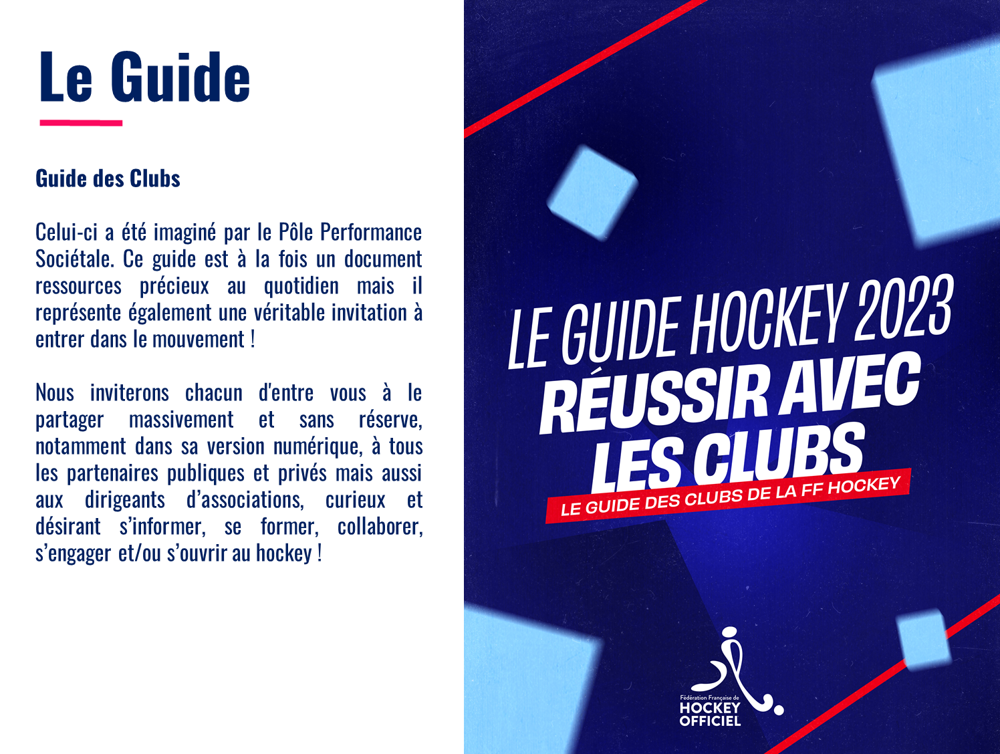 Le Guide
Guide des Clubs
Celui-ci a été imaginé par le Pôle Performance
Sociétale. Ce guide est à la fois un document
ressources précieux au quotidien mais il
représente également une véritable invitation à
entrer dans le mouvement !
Nous inviterons chacun d'entre vous à le
partager massivement et sans réserve,
notamment dans sa version numérique, à tous
les partenaires publiques et privés mais aussi
aux dirigeants d’associations, curieux et
désirant s’informer, se former, collaborer,
s’engager et/ou s’ouvrir au hockey !
LE GUIDE HOCKEY 2023
RÉUSSIR AVEC
LES CLUBS
LE GUIDE DES CLUBS DE LA FF HOCKEY
Fédération Française de
HOCKEY
OFFICIEL